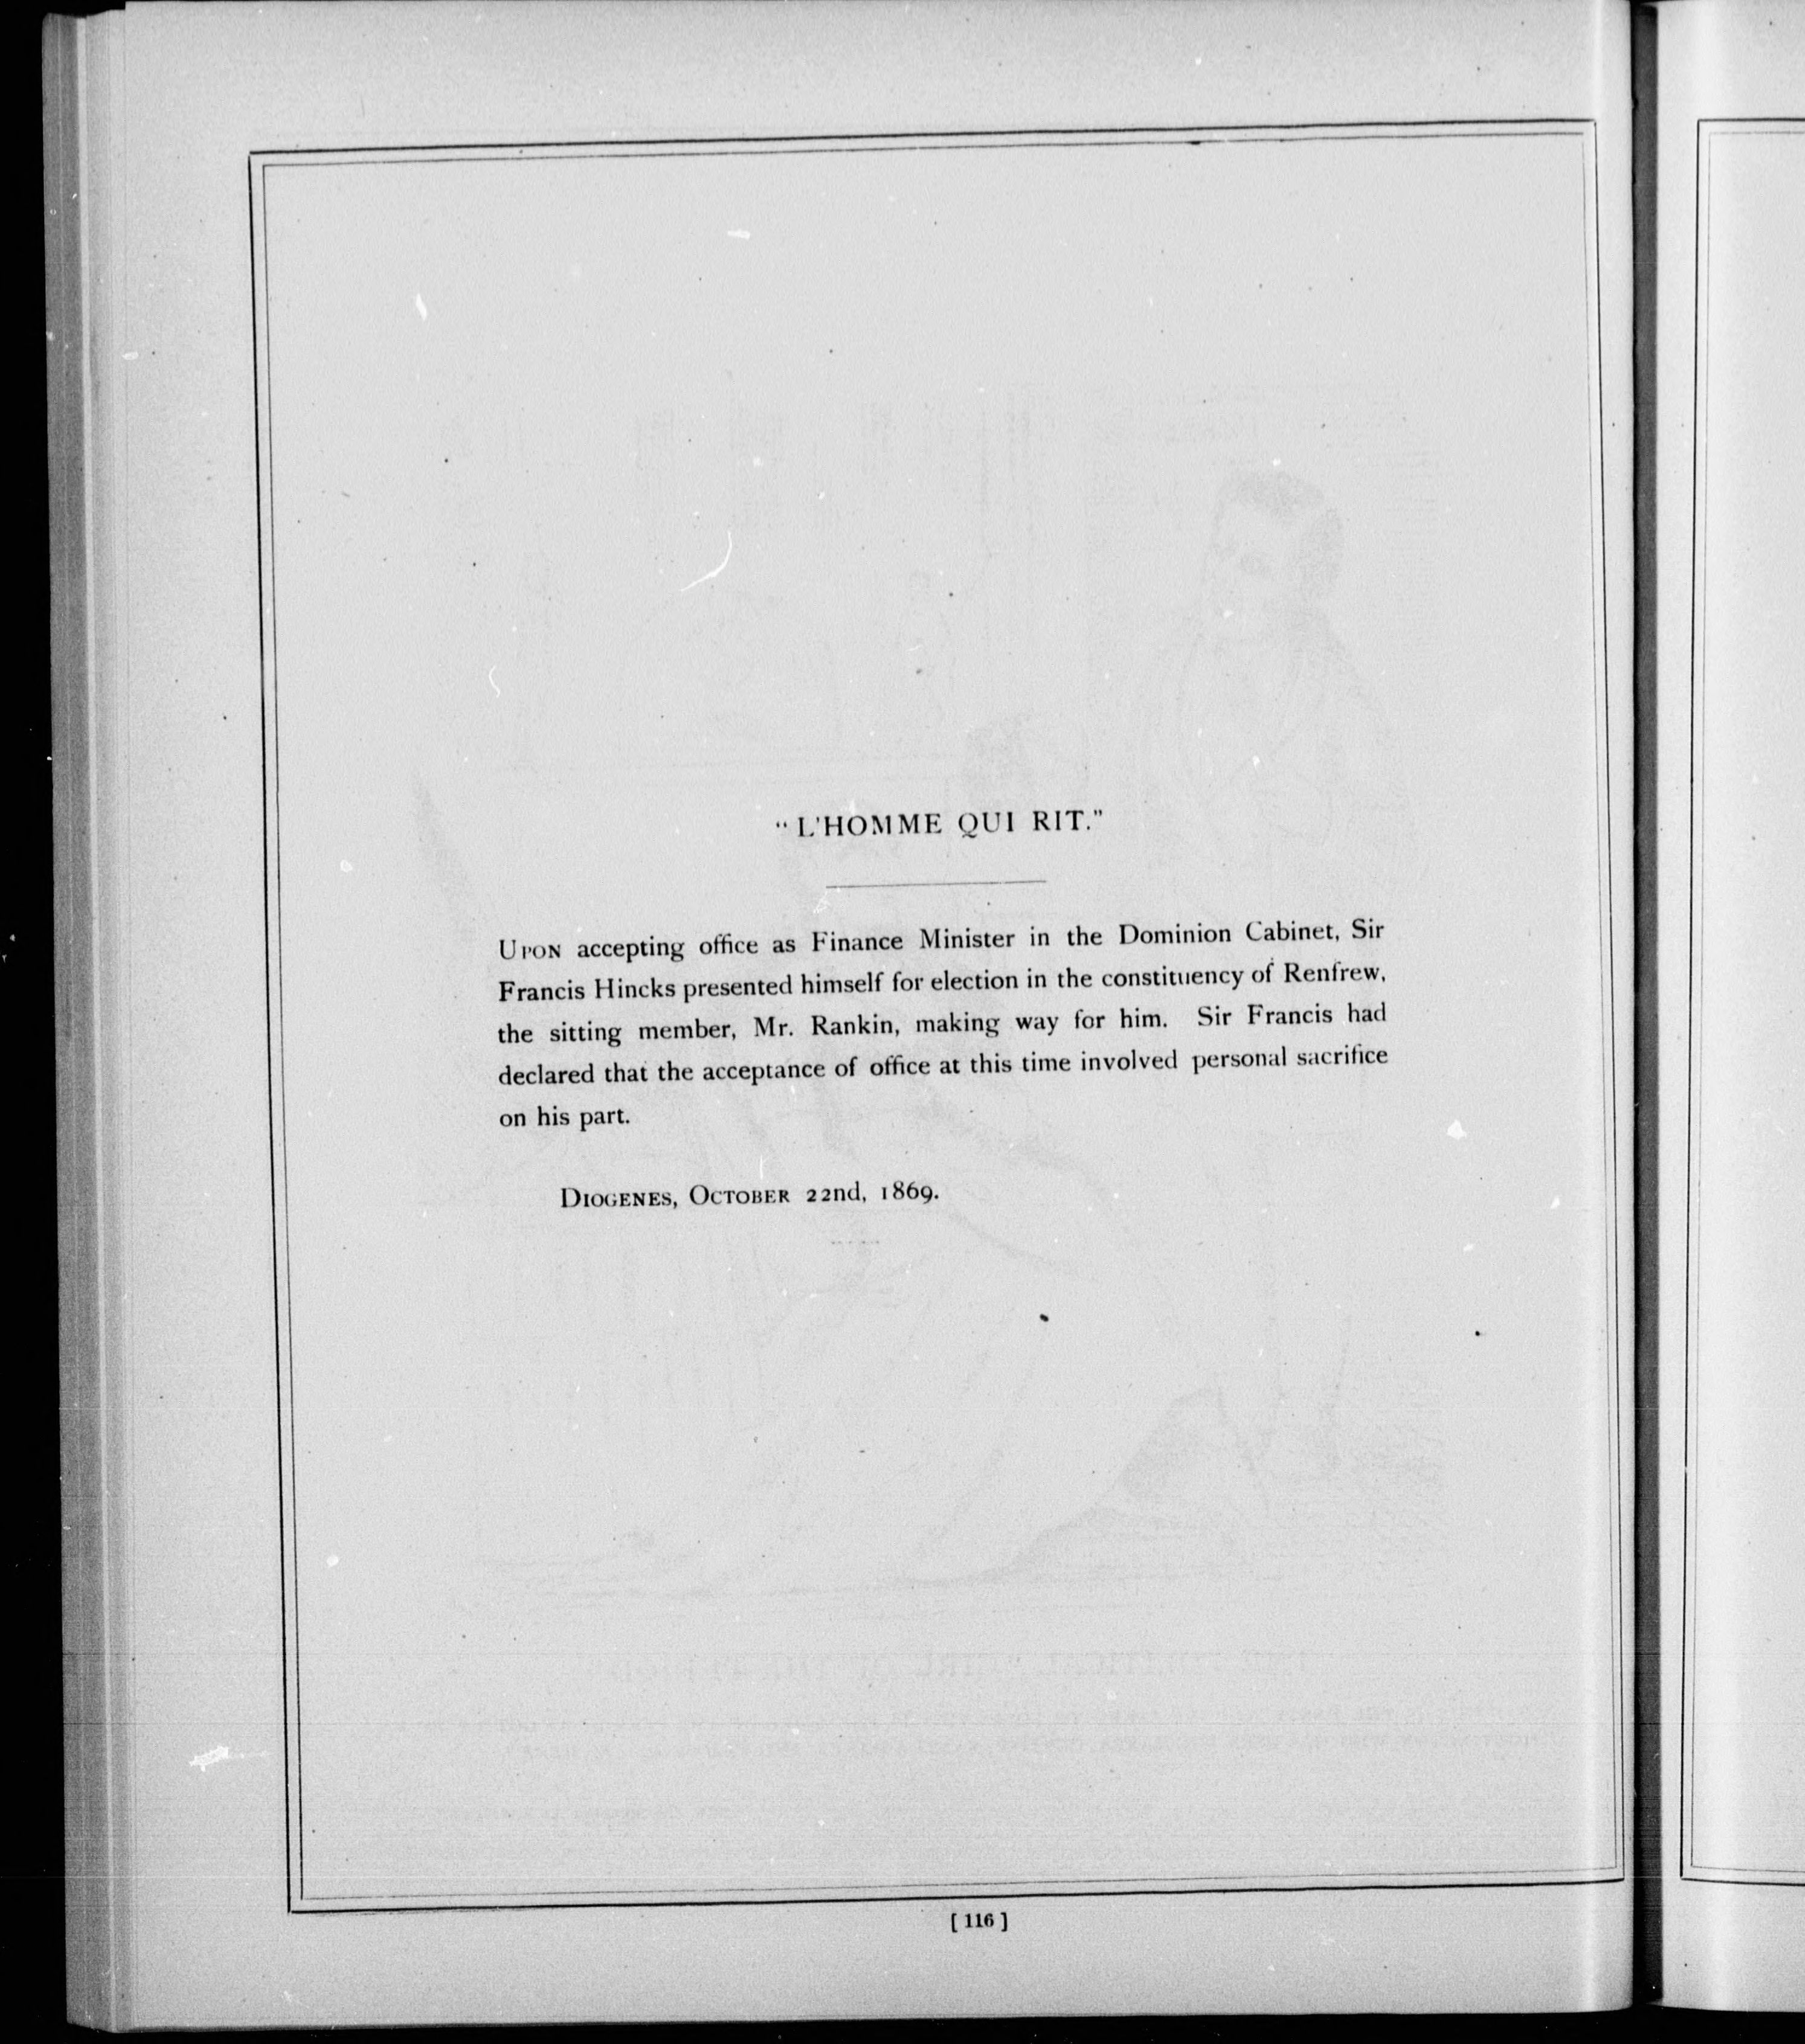 “ L'HOMME QUI RIT.”
UPON accepting office as Finance Minister in the Dominion Cabinet, Sir
Francis Hincks presented himself for election in the constituency of Renfrew,
the sitting member, Mr. Rankin, making way for him. Sir Francis had
declared that the acceptance of office at this time involved personal sacrifice
on his part.
DIOGENES, OCTOBER 22nd, 1869.
[ 116 ]